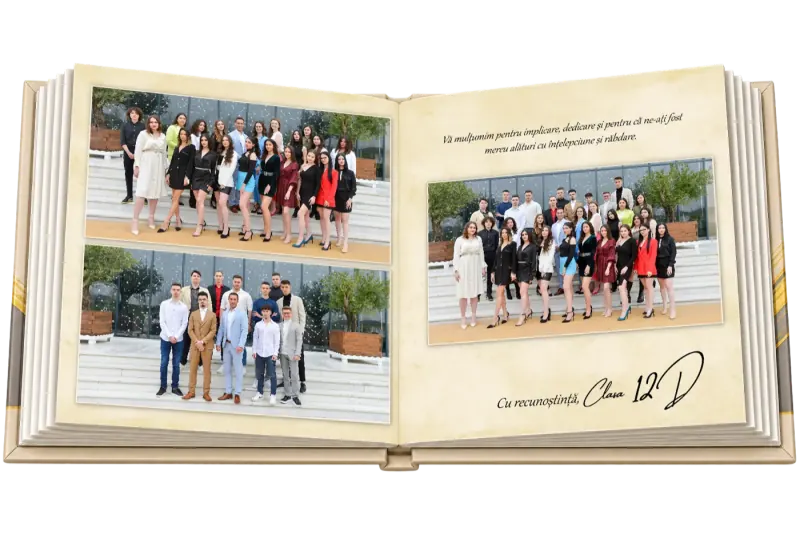 Vă mulțumim pentru implicare, dedicare și pentru că ne-ați fost
mereu alături cu înțelepciune și răbdare.
Cu recunoștință, Clasa 12 D